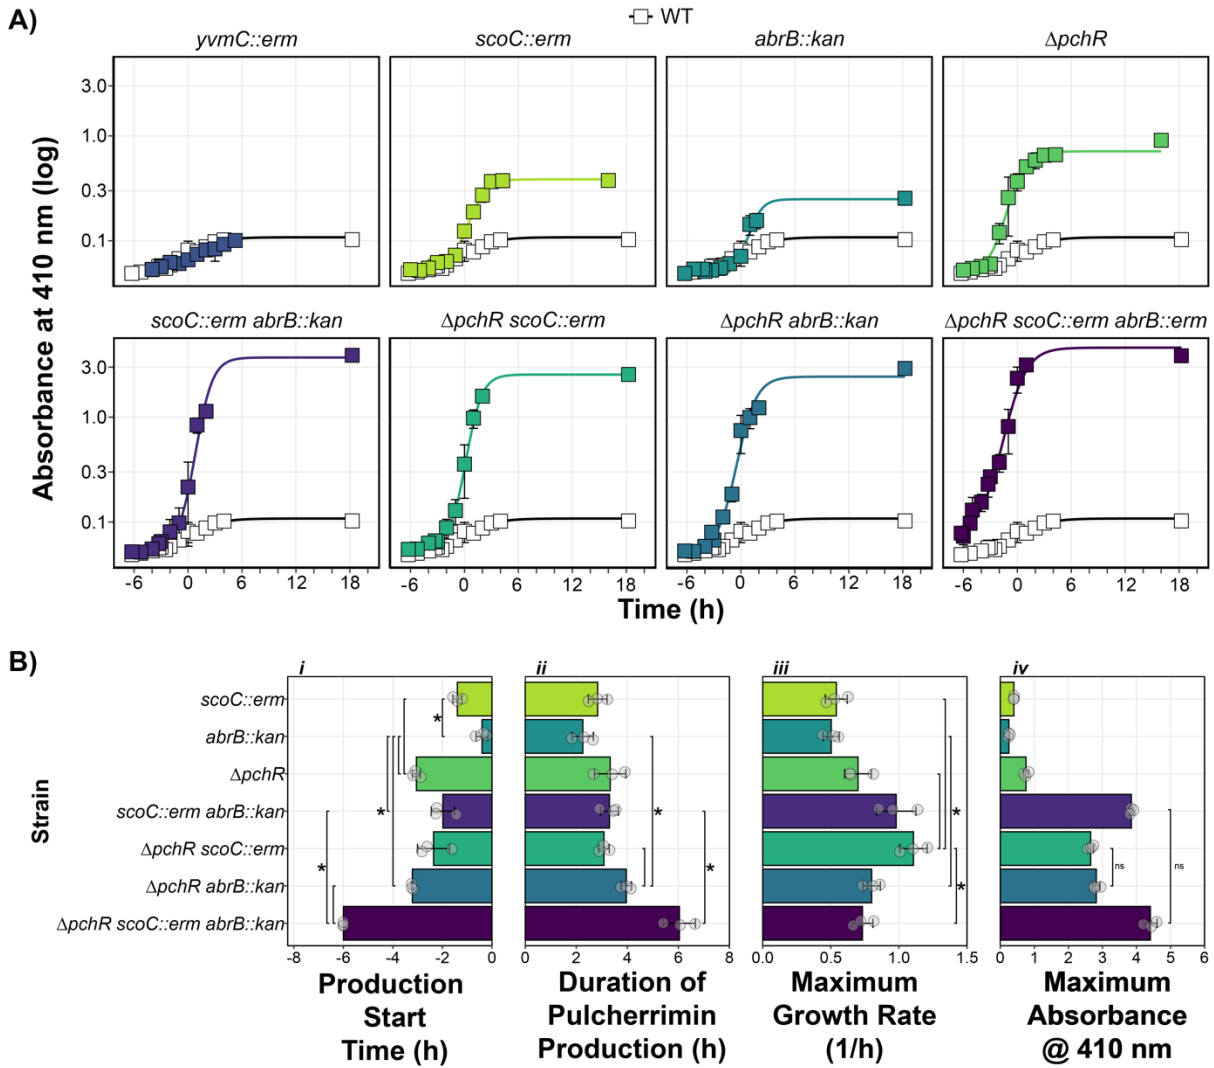 A)
WT
yvmC::erm
scoC::erm
abrB::kan
ΔpchR
Absorbance at 410 nm (log)
3.0
1.0
0.3
0.1
scoC::erm abrB::kan
ΔpchR scoC::erm
ΔpchR abrB::kan
ΔpchR scoC::erm abrB::erm
3.0
1.0
0.3
0.1
-6 0 6 12 18
-6 0 6 12 18
-6 0 6 12 18
-6 0 6 12 18
Time (h)
B)
Strain
i
ii
iii
iv
scoC::erm
abrB::kan
ΔpchR
scoC::erm abrB::kan
ΔpchR scoC::erm
ΔpchR abrB::kan
ΔpchR scoC::erm abrB::kan
*
*
*
*
*
*
*
ns
ns
-8 -6 -4 -2 0
0 2 4 6 8
0.0 0.5 1.0 1.5
0 1 2 3 4 5 6
Production
Start
Time (h)
Duration of
Pulcherrimin
Production (h)
Maximum
Growth Rate
(1/h)
Maximum
Absorbance
@ 410 nm